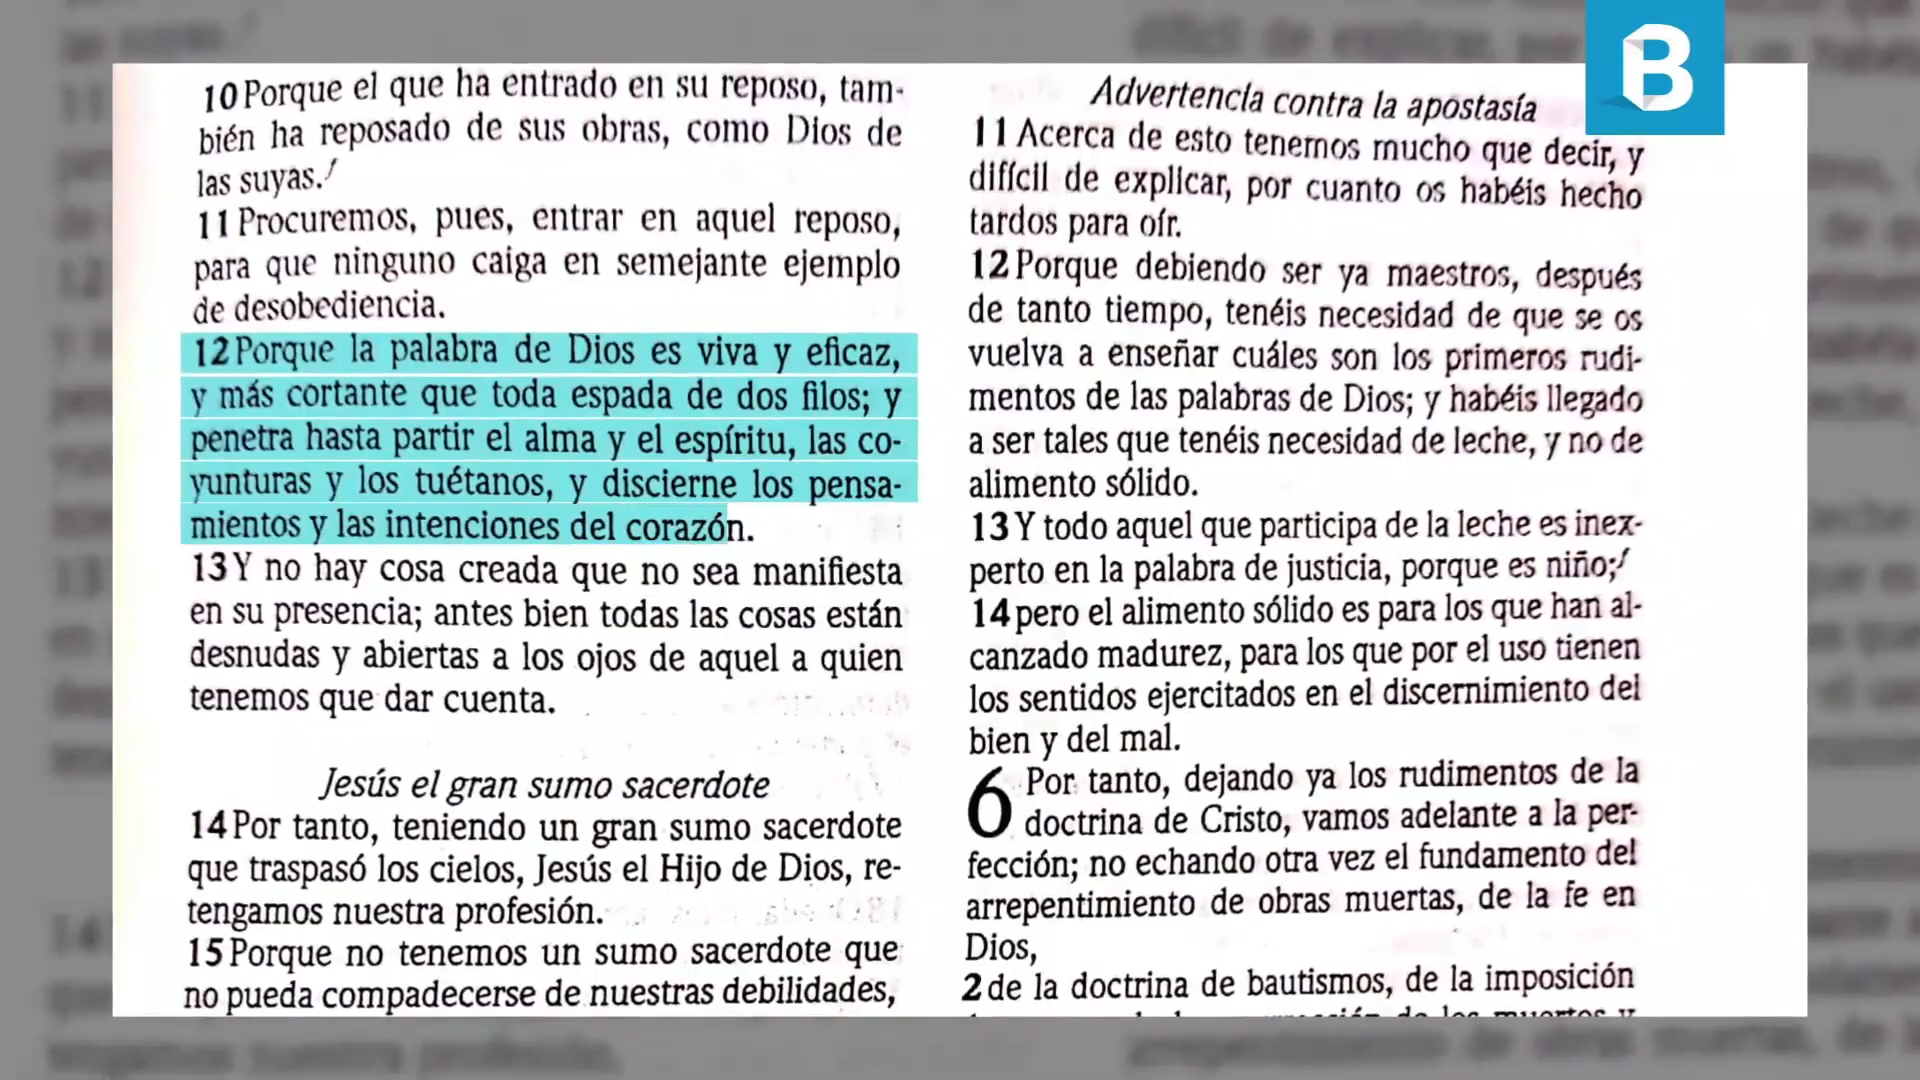 B
10 Porque el que ha entrado en su reposo, tam-
bién ha reposado de sus obras, como Dios de
las suyas.
11 Procuremos, pues, entrar en aquel reposo,
para que ninguno caiga en semejante ejemplo
de desobediencia.
12 Porque la palabra de Dios es viva y eficaz,
y más cortante que toda espada de dos filos; y
penetra hasta partir el alma y el espíritu, las co-
yunturas y los tuétanos, y discierne los pensa-
mientos y las intenciones del corazón.
13 Y no hay cosa creada que no sea manifiesta
en su presencia; antes bien todas las cosas están
desnudas y abiertas a los ojos de aquel a quien
tenemos que dar cuenta.
Jesús el gran sumo sacerdote
14 Por tanto, teniendo un gran sumo sacerdote
que traspasó los cielos, Jesús el Hijo de Dios, re-
tengamos nuestra profesión.
15 Porque no tenemos un sumo sacerdote que
no pueda compadecerse de nuestras debilidades,
Advertencia contra la apostasía
11 Acerca de esto tenemos mucho que decir, y
difícil de explicar, por cuanto os habéis hecho
tardos para oír.
12 Porque debiendo ser ya maestros, después
de tanto tiempo, tenéis necesidad de que se os
vuelva a enseñar cuáles son los primeros rudi-
mentos de las palabras de Dios; y habéis llegado
a ser tales que tenéis necesidad de leche, y no de
alimento sólido.
13 Y todo aquel que participa de la leche es inex-
perto en la palabra de justicia, porque es niño;
14 pero el alimento sólido es para los que han al-
canzado madurez, para los que por el uso tienen
los sentidos ejercitados en el discernimiento del
bien y del mal.
6 Por tanto, dejando ya los rudimentos de la
doctrina de Cristo, vamos adelante a la per-
fección; no echando otra vez el fundamento del
arrepentimiento de obras muertas, de la fe en
Dios,
2 de la doctrina de bautismos, de la imposición